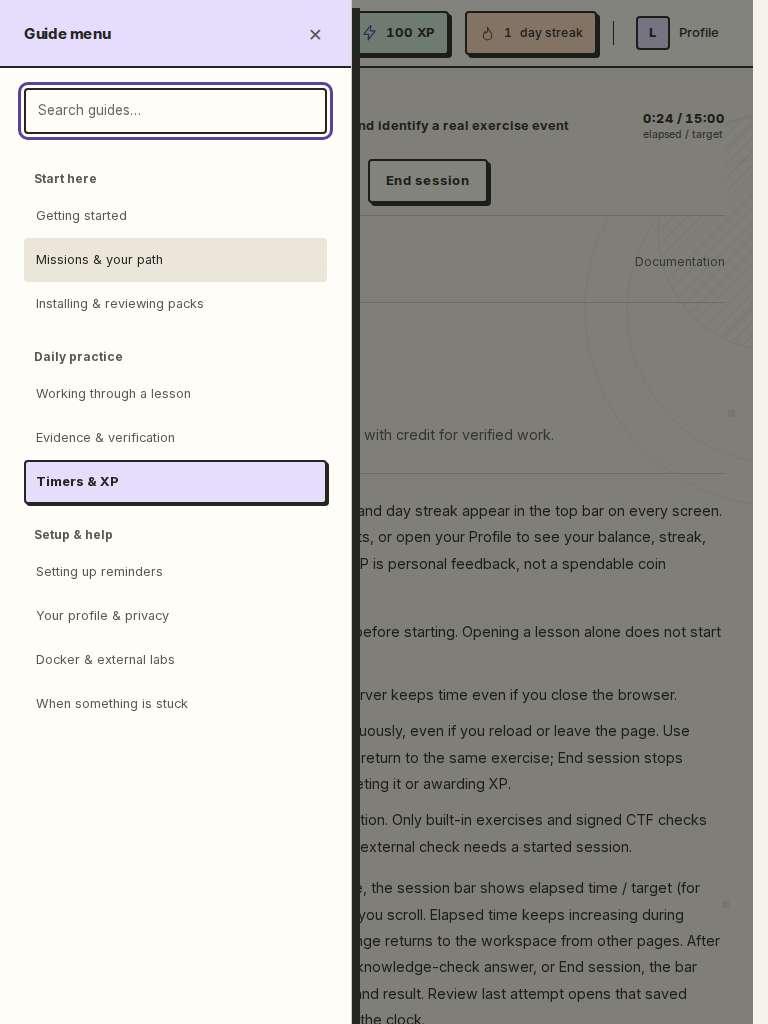 Guide menu
×
Search guides...
Start here
Getting started
Missions & your path
Installing & reviewing packs
Daily practice
Working through a lesson
Evidence & verification
Timers & XP
Setup & help
Setting up reminders
Your profile & privacy
Docker & external labs
When something is stuck
100 XP
1 day streak
L
Profile
nd identify a real exercise event
0:24 / 15:00
elapsed / target
End session
Documentation
with credit for verified work.
and day streak appear in the top bar on every screen.
ts, or open your Profile to see your balance, streak,
P is personal feedback, not a spendable coin
before starting. Opening a lesson alone does not start
rver keeps time even if you close the browser.
uously, even if you reload or leave the page. Use
return to the same exercise; End session stops
eting it or awarding XP.
tion. Only built-in exercises and signed CTF checks
external check needs a started session.
e, the session bar shows elapsed time / target (for
you scroll. Elapsed time keeps increasing during
nge returns to the workspace from other pages. After
knowledge-check answer, or End session, the bar
and result. Review last attempt opens that saved
the clock.